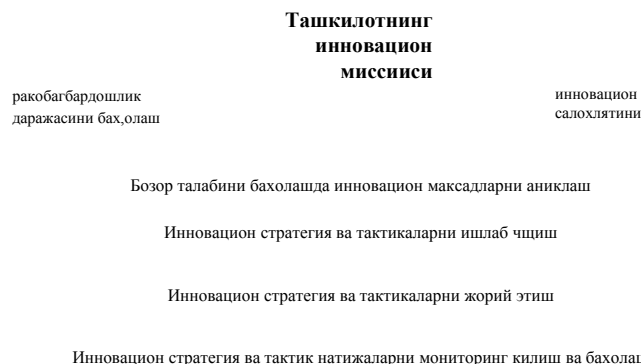 Ташкилотнинг
инновацион
миссииси
ракобагбардошлик
даражасини бах,олаш
инновацион
салохлятини
Бозор талабини бахолашда инновацион максадларни аниклаш
Инновацион стратегия ва тактикаларни ишлаб чщиш
Инновацион стратегия ва тактикаларни жорий этиш
Инновацион стратегия ва тактик натижаларни мониторинг килиш ва бахолаш